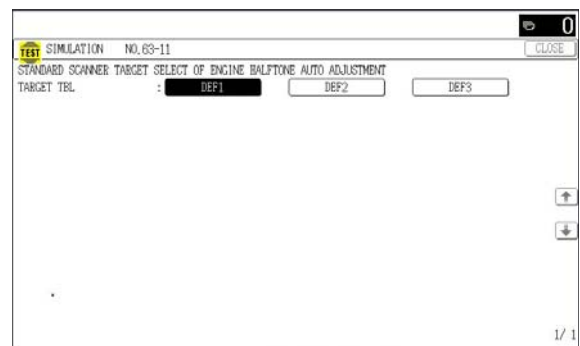 0
TEST SIMULATION NO.63-11 CLOSE
STANDARD SCANNER TARGET SELECT OF ENGINE HALFTONE AUTO ADJUSTMENT
TARGET TBL : DEF1 DEF2 DEF3
1/ 1